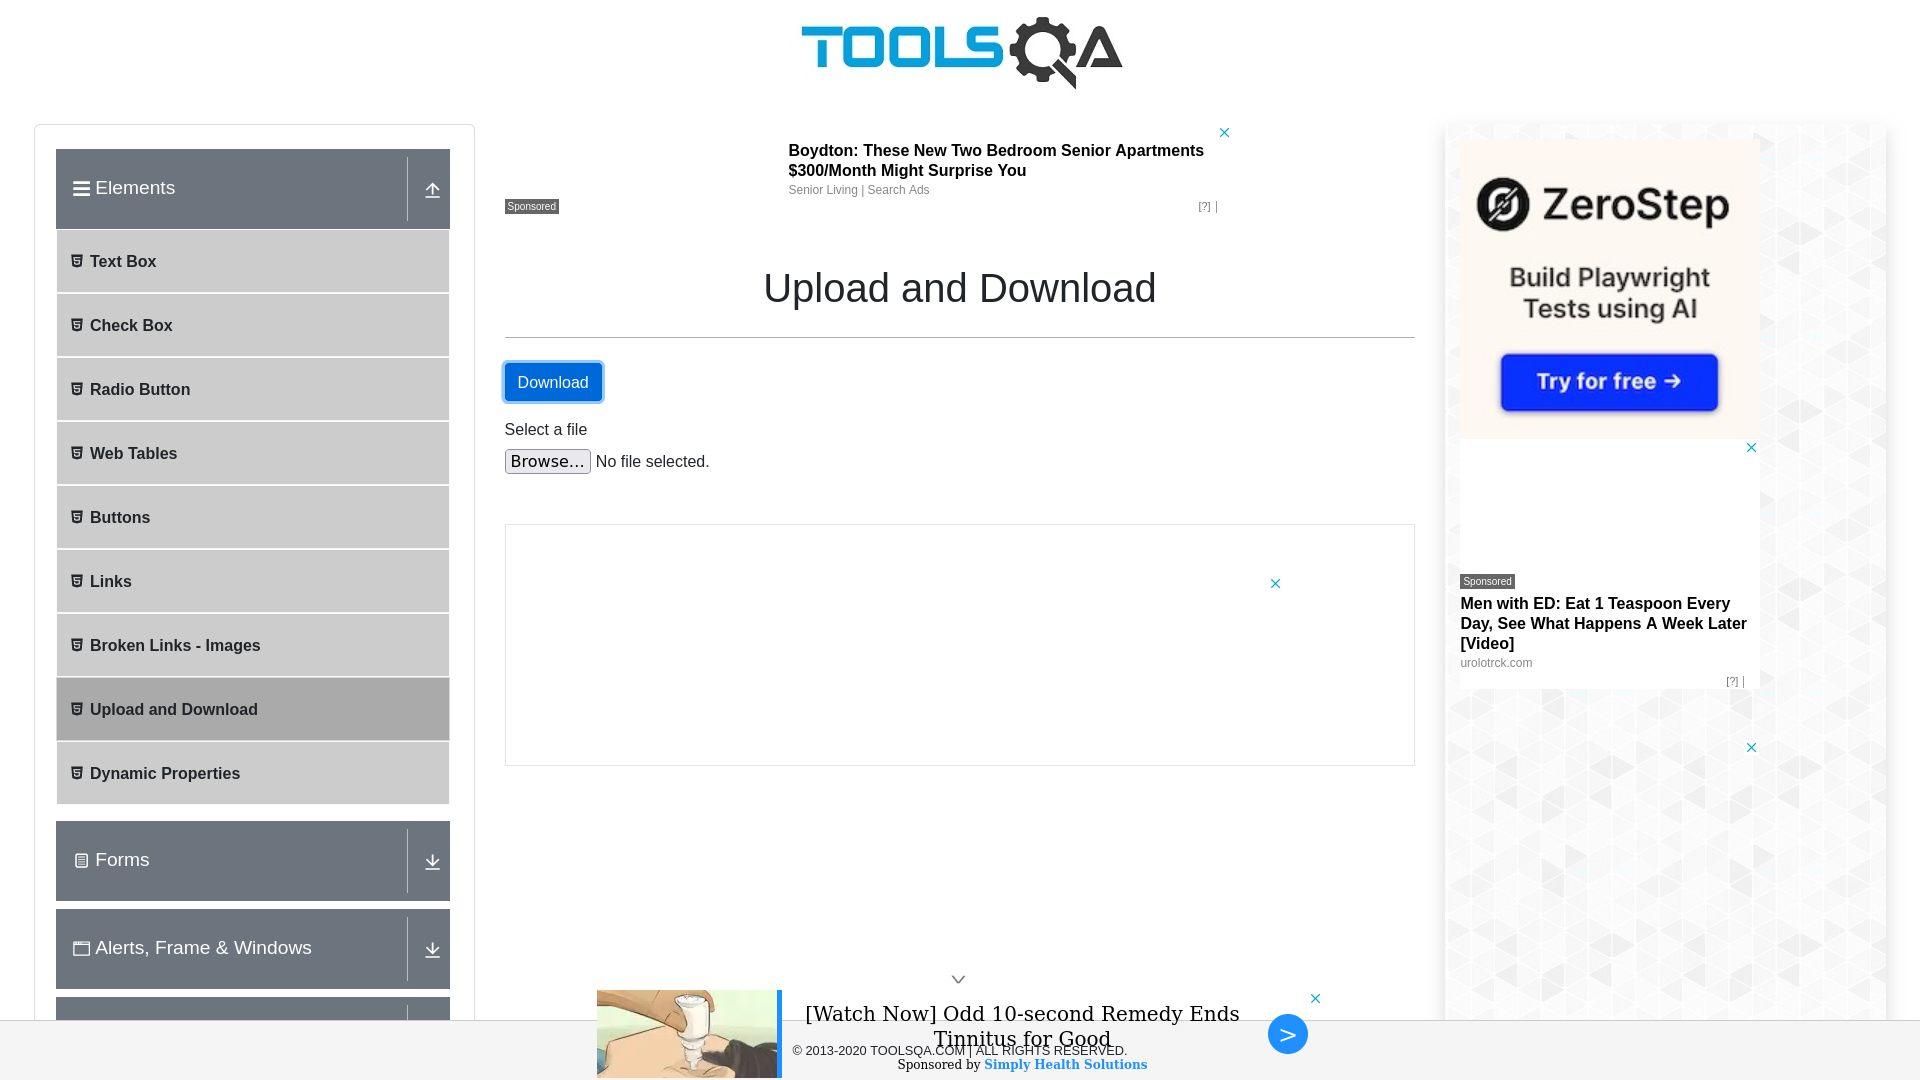 TOOLSQA
Elements
Text Box
Check Box
Radio Button
Web Tables
Buttons
Links
Broken Links - Images
Upload and Download
Dynamic Properties
Forms
Alerts, Frame & Windows
Boydton: These New Two Bedroom Senior Apartments
$300/Month Might Surprise You
Senior Living | Search Ads
Sponsored
[?] |
Upload and Download
Download
Select a file
Browse... No file selected.
ZeroStep
Build Playwright
Tests using AI
Try for free →
Sponsored
Men with ED: Eat 1 Teaspoon Every
Day, See What Happens A Week Later
[Video]
urolotrck.com
[?] |
[Watch Now] Odd 10-second Remedy Ends
Tinnitus for Good
© 2013-2020 TOOLSQA.COM | ALL RIGHTS RESERVED.
Sponsored by Simply Health Solutions